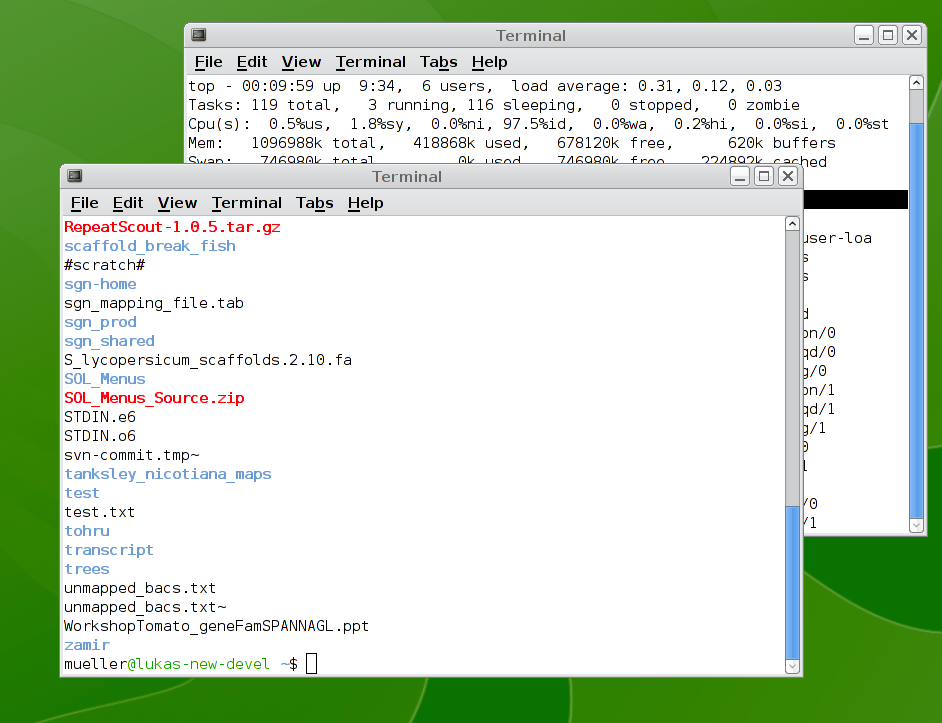 Terminal
File Edit View Terminal Tabs Help
top - 00:09:59 up  9:34,  6 users,  load average: 0.31, 0.12, 0.03
Tasks: 119 total,   3 running, 116 sleeping,   0 stopped,   0 zombie
Cpu(s):  0.5%us,  1.8%sy,  0.0%ni, 97.5%id,  0.0%wa,  0.2%hi,  0.0%si,  0.0%st
Mem:   1096988k total,   418868k used,   678120k free,      620k buffers
Swap:   746980k total,        0k used,   746980k free,   224892k cached
user-loa
s
s
d
on/0
qd/0
g/0
on/1
qd/1
g/1
0
1
/0
/1
Terminal
File Edit View Terminal Tabs Help
RepeatScout-1.0.5.tar.gz
scaffold_break_fish
#scratch#
sgn-home
sgn_mapping_file.tab
sgn_prod
sgn_shared
S_lycopersicum_scaffolds.2.10.fa
SOL_Menus
SOL_Menus_Source.zip
STDIN.e6
STDIN.o6
svn-commit.tmp~
tanksley_nicotiana_maps
test
test.txt
tohru
transcript
trees
unmapped_bacs.txt
unmapped_bacs.txt~
WorkshopTomato_geneFamSPANNAGL.ppt
zamir
mueller@lukas-new-devel ~$